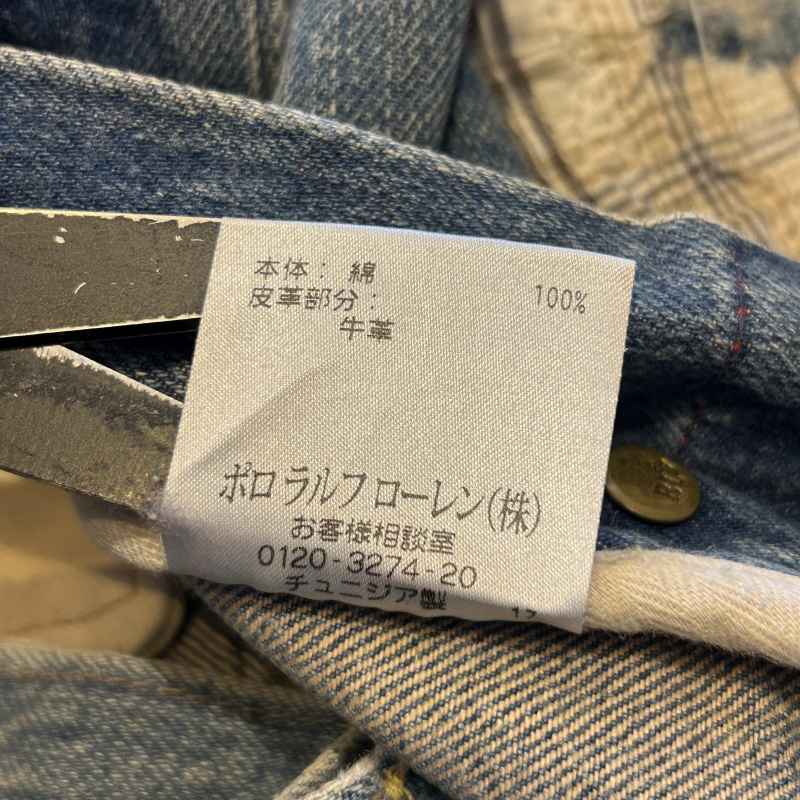 本体： 綿 100%
皮革部分：
牛革
ポロ ラルフ ローレン(株)
お客様相談室
0120-3274-20
チュニジア製